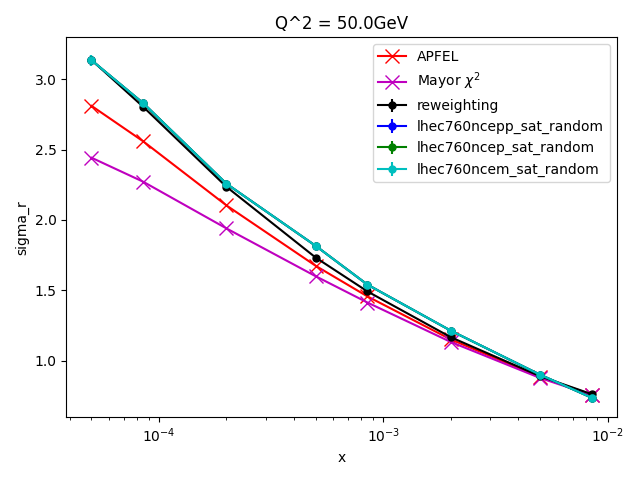 Q^2 = 50.0GeV
APFEL
Mayor χ²
reweighting
lhec760ncepp_sat_random
lhec760ncep_sat_random
lhec760ncem_sat_random
sigma_r
3.0
2.5
2.0
1.5
1.0
10⁻⁴
10⁻³
10⁻²
x